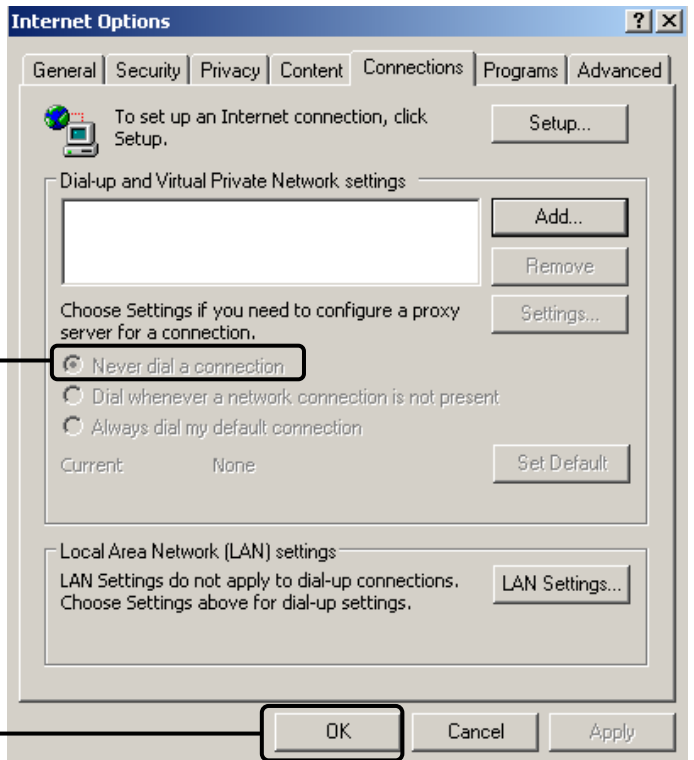 Internet Options
General Security Privacy Content Connections Programs Advanced
To set up an Internet connection, click
Setup.
Setup...
Dial-up and Virtual Private Network settings
Add...
Remove
Choose Settings if you need to configure a proxy
server for a connection.
Settings...
Never dial a connection
Dial whenever a network connection is not present
Always dial my default connection
Current None Set Default
Local Area Network (LAN) settings
LAN Settings do not apply to dial-up connections.
Choose Settings above for dial-up settings.
LAN Settings...
OK Cancel Apply